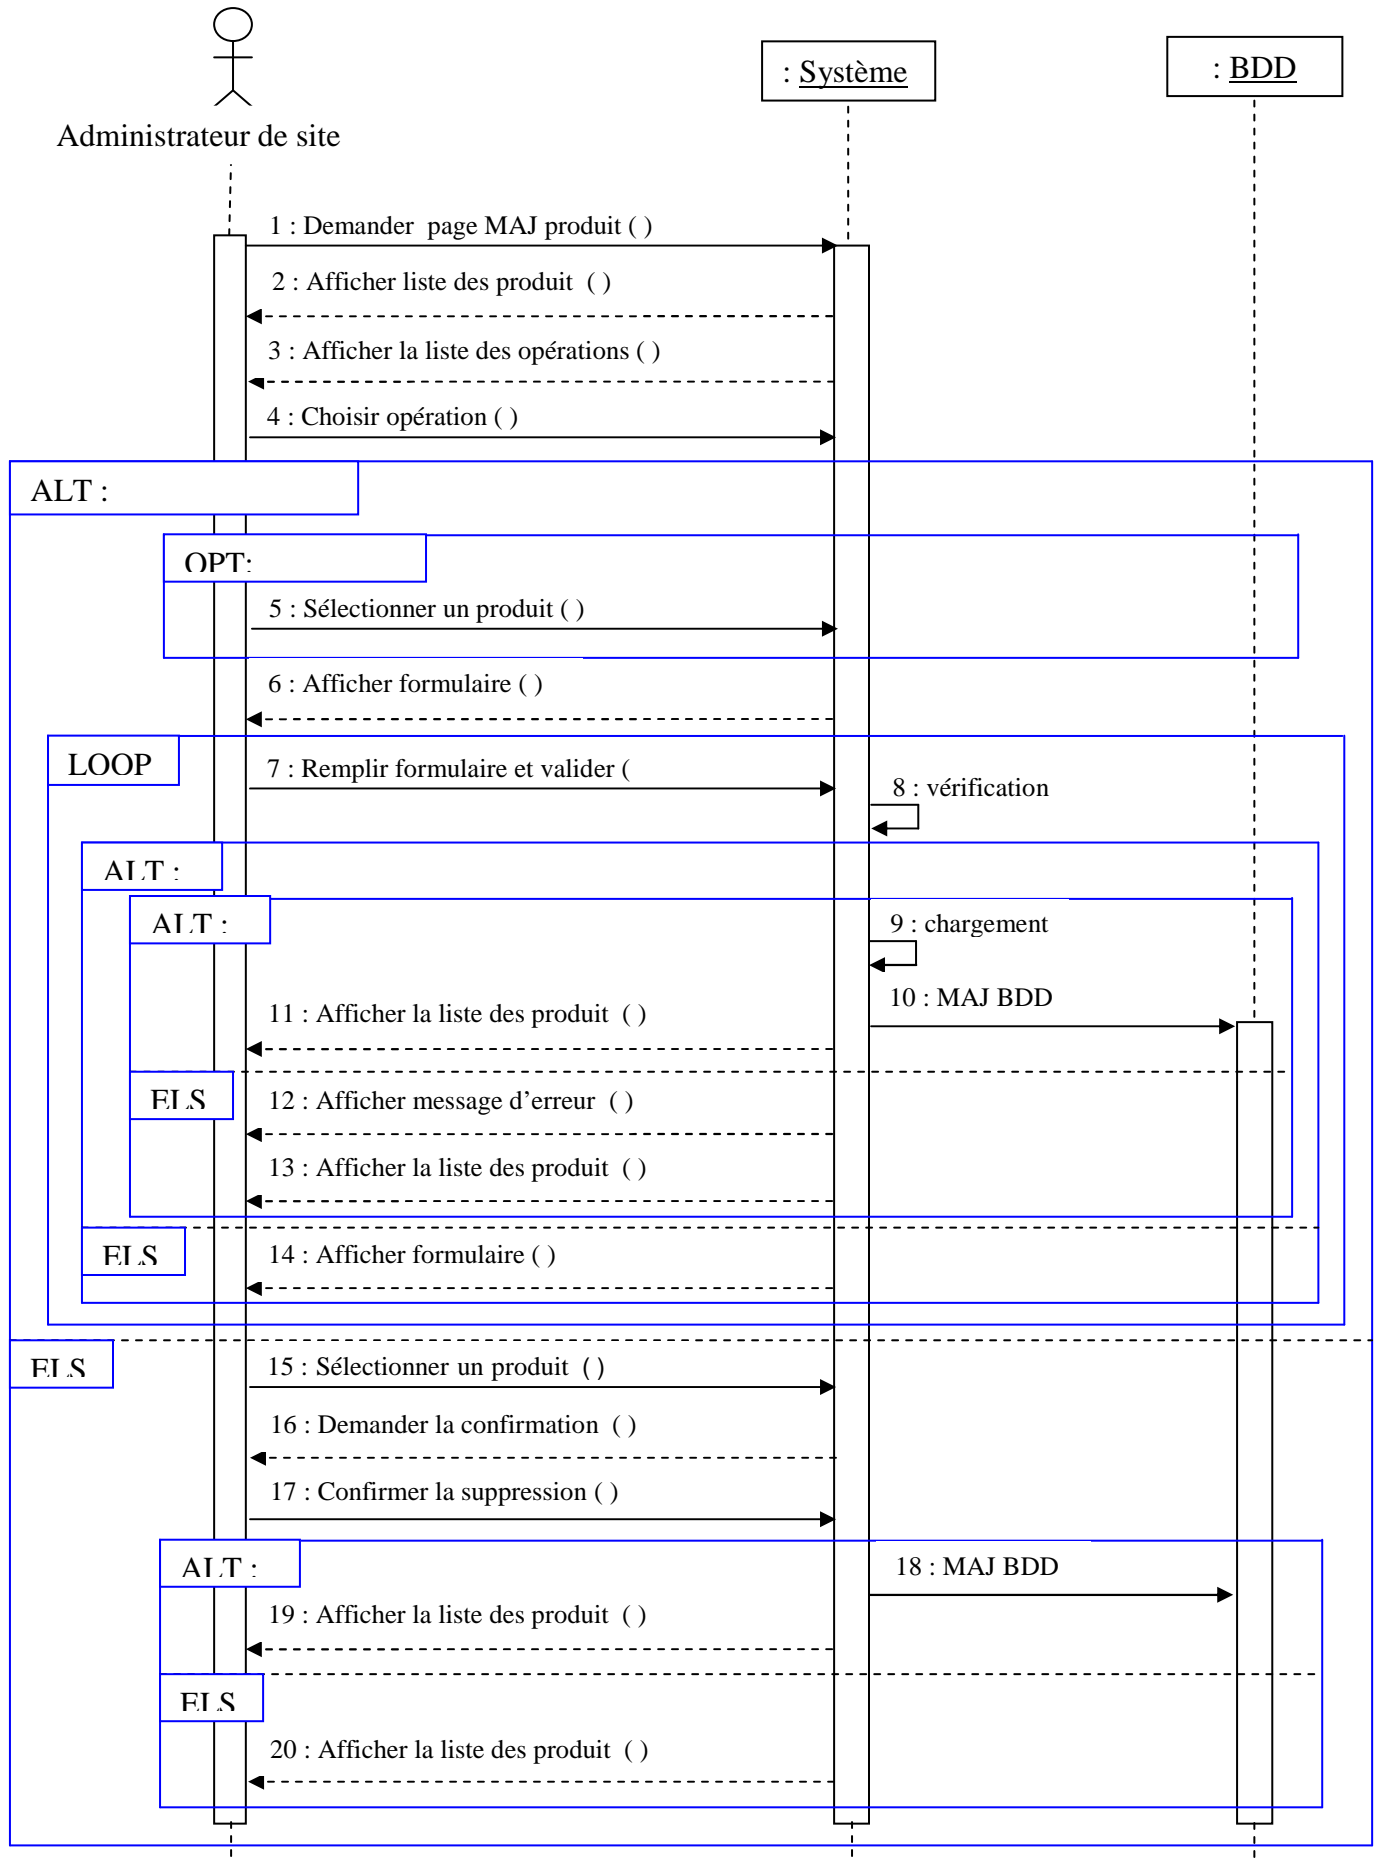 : Système
: BDD
Administrateur de site
1 : Demander page MAJ produit ( )
2 : Afficher liste des produit ( )
3 : Afficher la liste des opérations ( )
4 : Choisir opération ( )
ALT :
OPT:
5 : Sélectionner un produit ( )
6 : Afficher formulaire ( )
LOOP
7 : Remplir formulaire et valider (
8 : vérification
ALT :
ALT :
9 : chargement
10 : MAJ BDD
11 : Afficher la liste des produit ( )
ELS
12 : Afficher message d’erreur ( )
13 : Afficher la liste des produit ( )
ELS
14 : Afficher formulaire ( )
ELS
15 : Sélectionner un produit ( )
16 : Demander la confirmation ( )
17 : Confirmer la suppression ( )
ALT :
18 : MAJ BDD
19 : Afficher la liste des produit ( )
ELS
20 : Afficher la liste des produit ( )